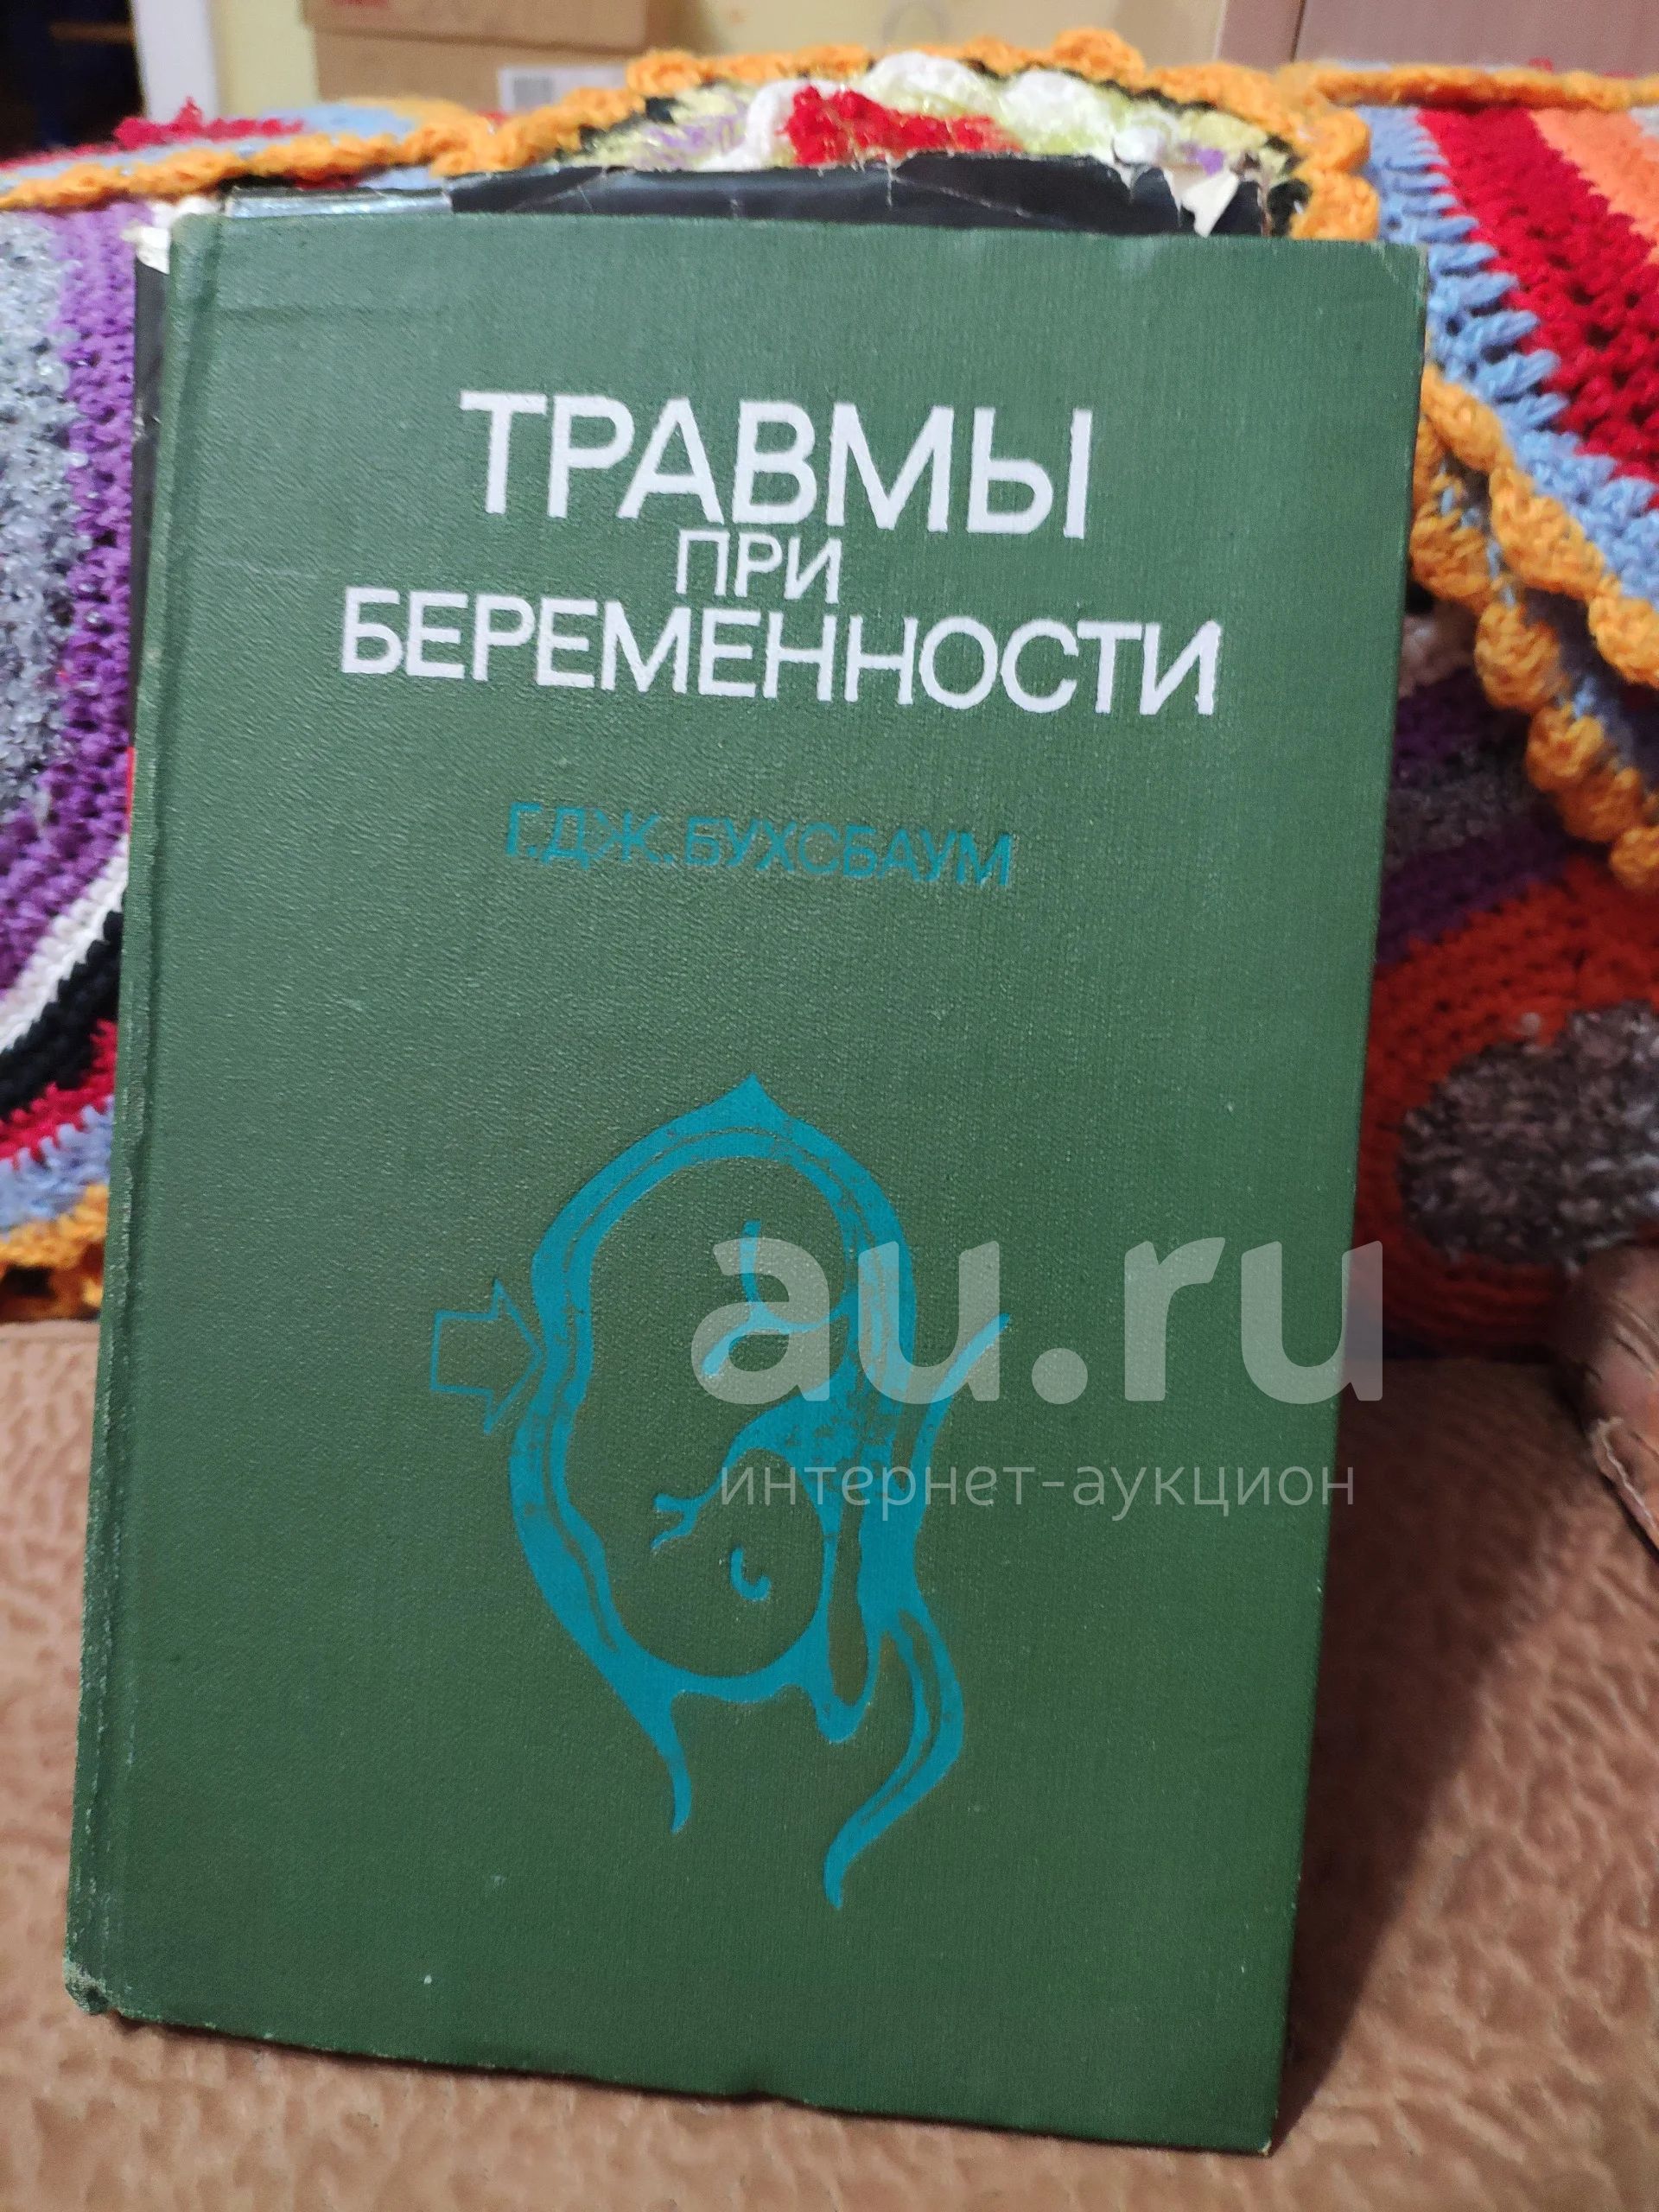 ТРАВМЫ
ПРИ
БЕРЕМЕННОСТИ
Г.ДЖ.БУХСБАУМ
au.ru
интернет-аукцион